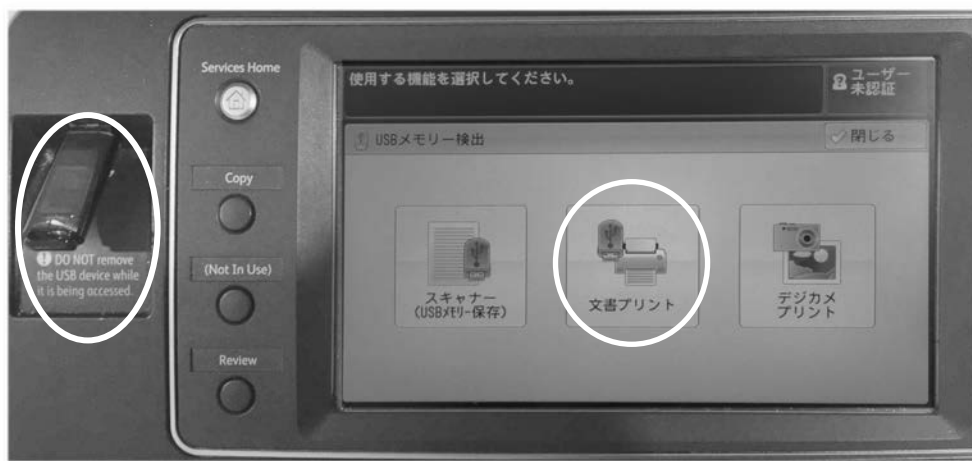 Services Home
Copy
(Not In Use)
Review
DO NOT remove
the USB device while
it is being accessed.
使用する機能を選択してください。
ユーザー
未認証
USBメモリー検出
閉じる
スキャナー
(USBメモリー保存)
文書プリント
デジカメ
プリント